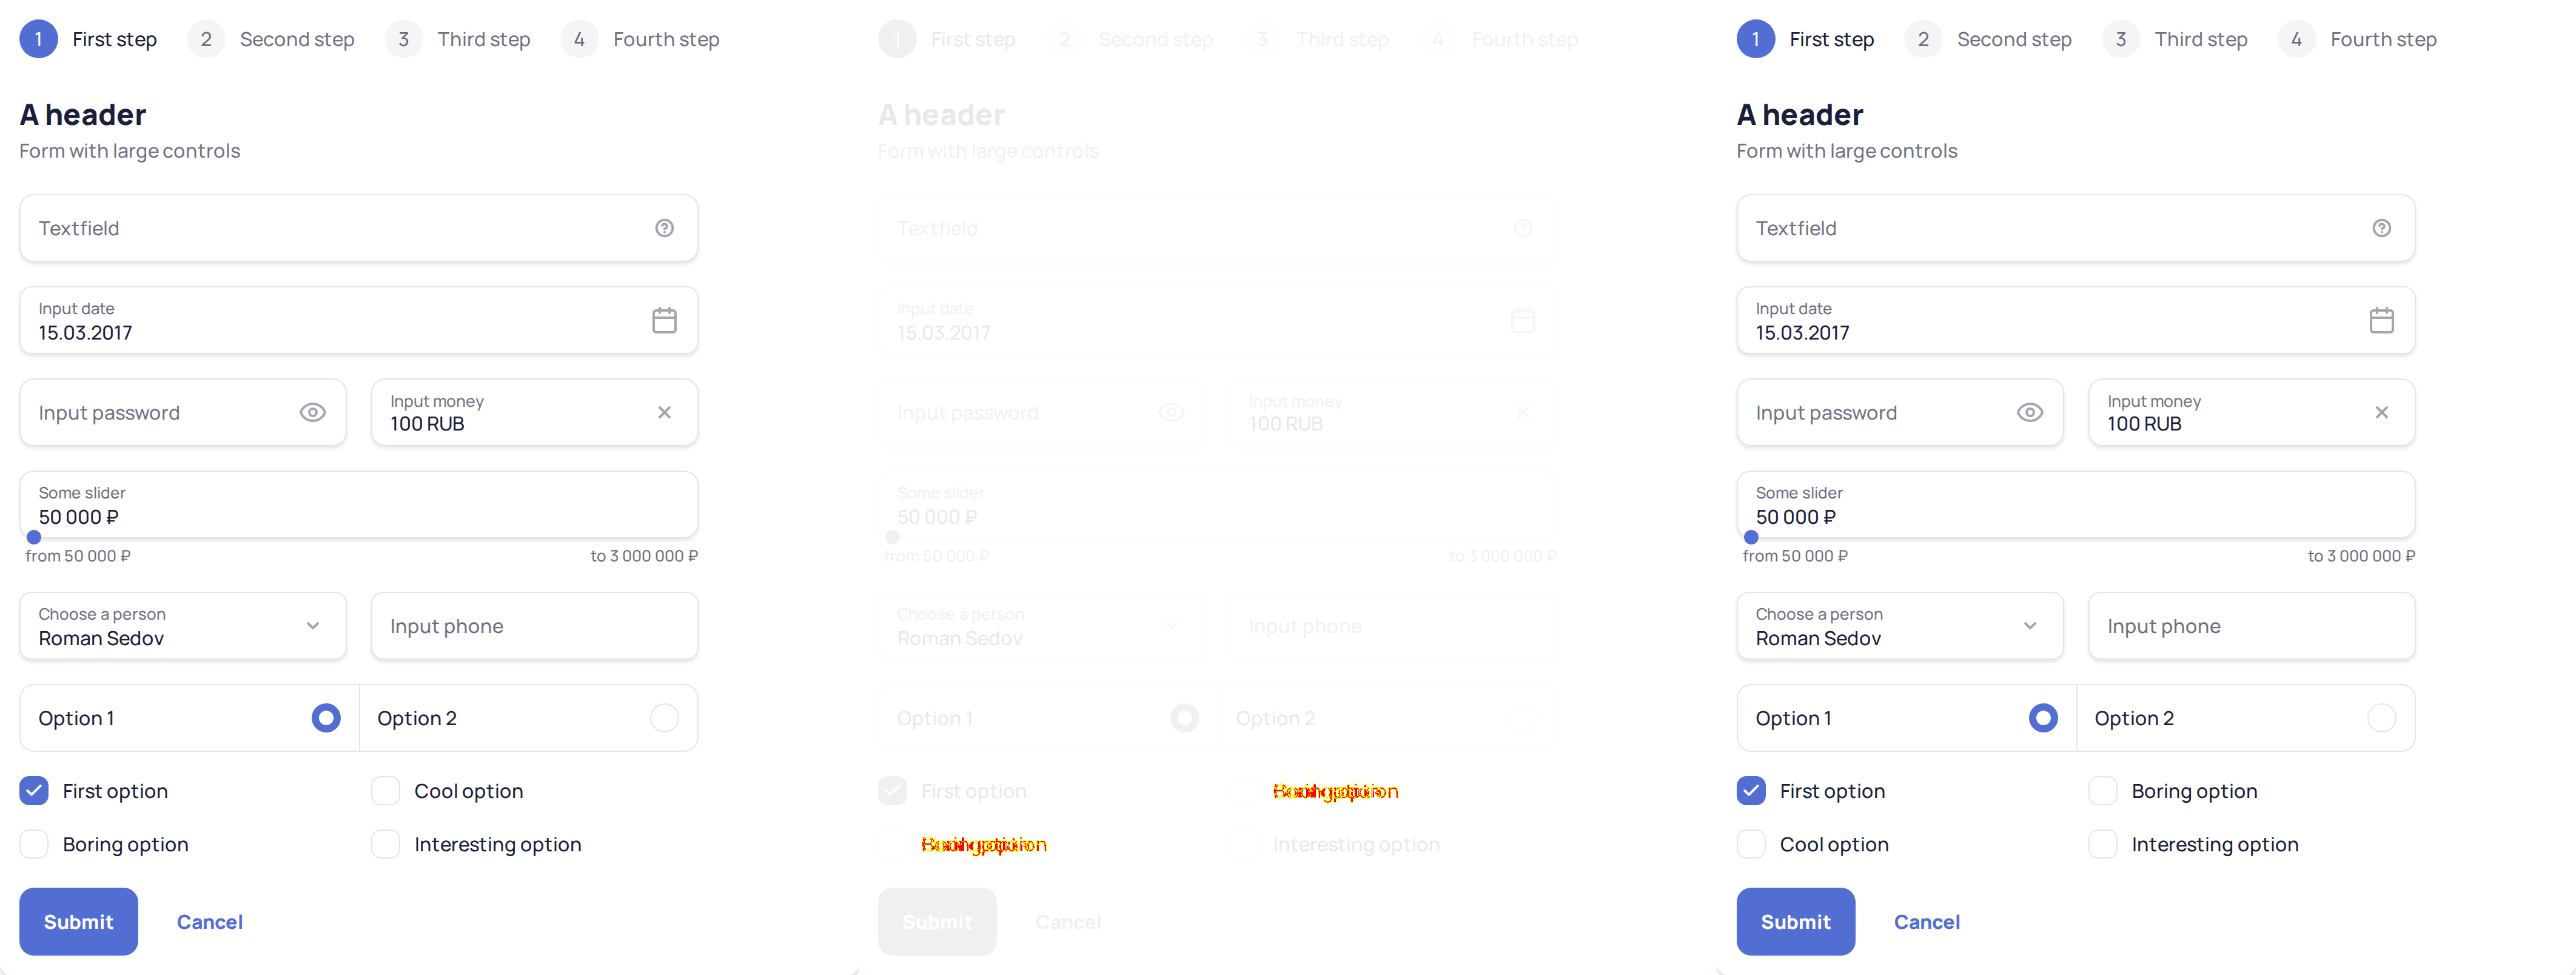 1 First step 2 Second step 3 Third step 4 Fourth step
A header
Form with large controls
Textfield
Input date
15.03.2017
Input password
Input money
100 RUB
Some slider
50 000 ₽
from 50 000 ₽ to 3 000 000 ₽
Choose a person
Roman Sedov
Input phone
Option 1 Option 2
First option Cool option
Boring option Interesting option
Submit Cancel
1 First step 2 Second step 3 Third step 4 Fourth step
A header
Form with large controls
Textfield
Input date
15.03.2017
Input password
Input money
100 RUB
Some slider
50 000 ₽
from 50 000 ₽ to 3 000 000 ₽
Choose a person
Roman Sedov
Input phone
Option 1 Option 2
First option
Interesting option
Submit Cancel
1 First step 2 Second step 3 Third step 4 Fourth step
A header
Form with large controls
Textfield
Input date
15.03.2017
Input password
Input money
100 RUB
Some slider
50 000 ₽
from 50 000 ₽ to 3 000 000 ₽
Choose a person
Roman Sedov
Input phone
Option 1 Option 2
First option Boring option
Cool option Interesting option
Submit Cancel